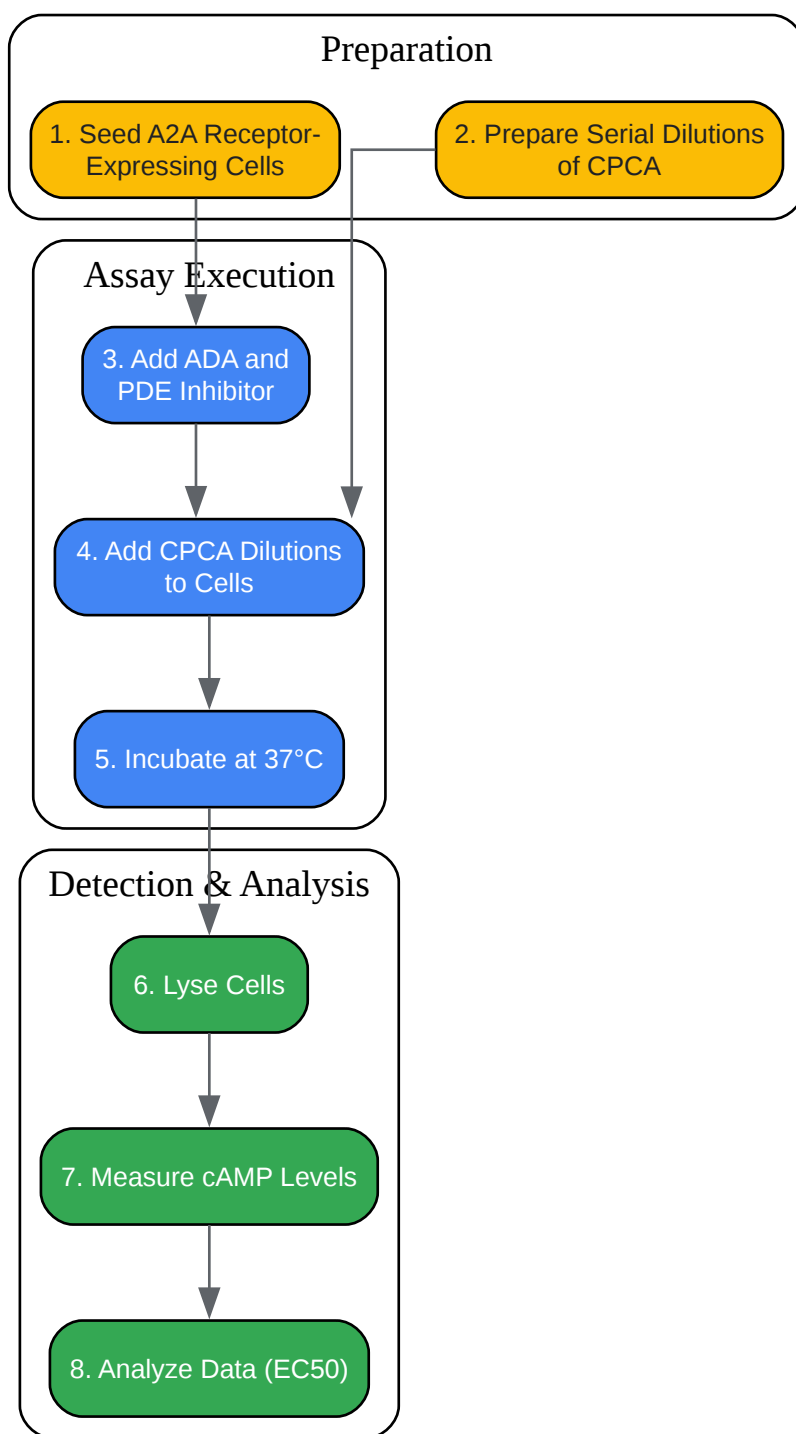 Preparation
1. Seed A2A Receptor-
Expressing Cells
2. Prepare Serial Dilutions
of CPCA
Assay Execution
3. Add ADA and
PDE Inhibitor
4. Add CPCA Dilutions
to Cells
5. Incubate at 37°C
Detection & Analysis
6. Lyse Cells
7. Measure cAMP Levels
8. Analyze Data (EC50)